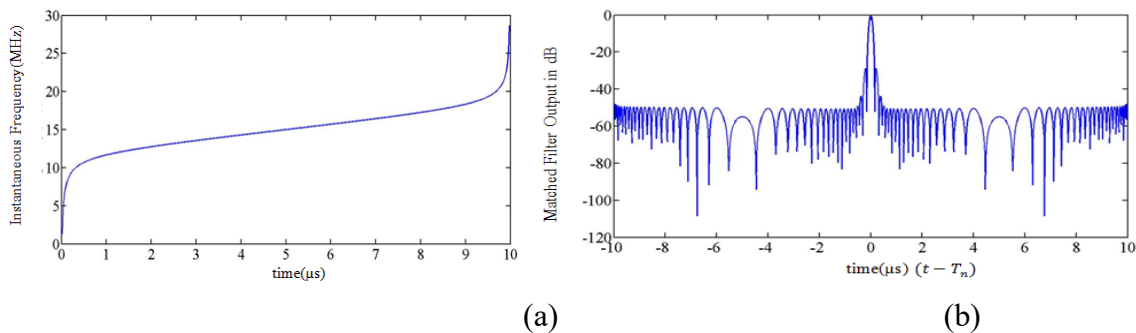 Instantaneous Frequency(MHz)
30
25
20
15
10
5
0
0 1 2 3 4 5 6 7 8 9 10
time(μs)
(a)
Matched Filter Output in dB
0
-20
-40
-60
-80
-100
-120
-10 -8 -6 -4 -2 0 2 4 6 8 10
time(μs) (t − Tn)
(b)